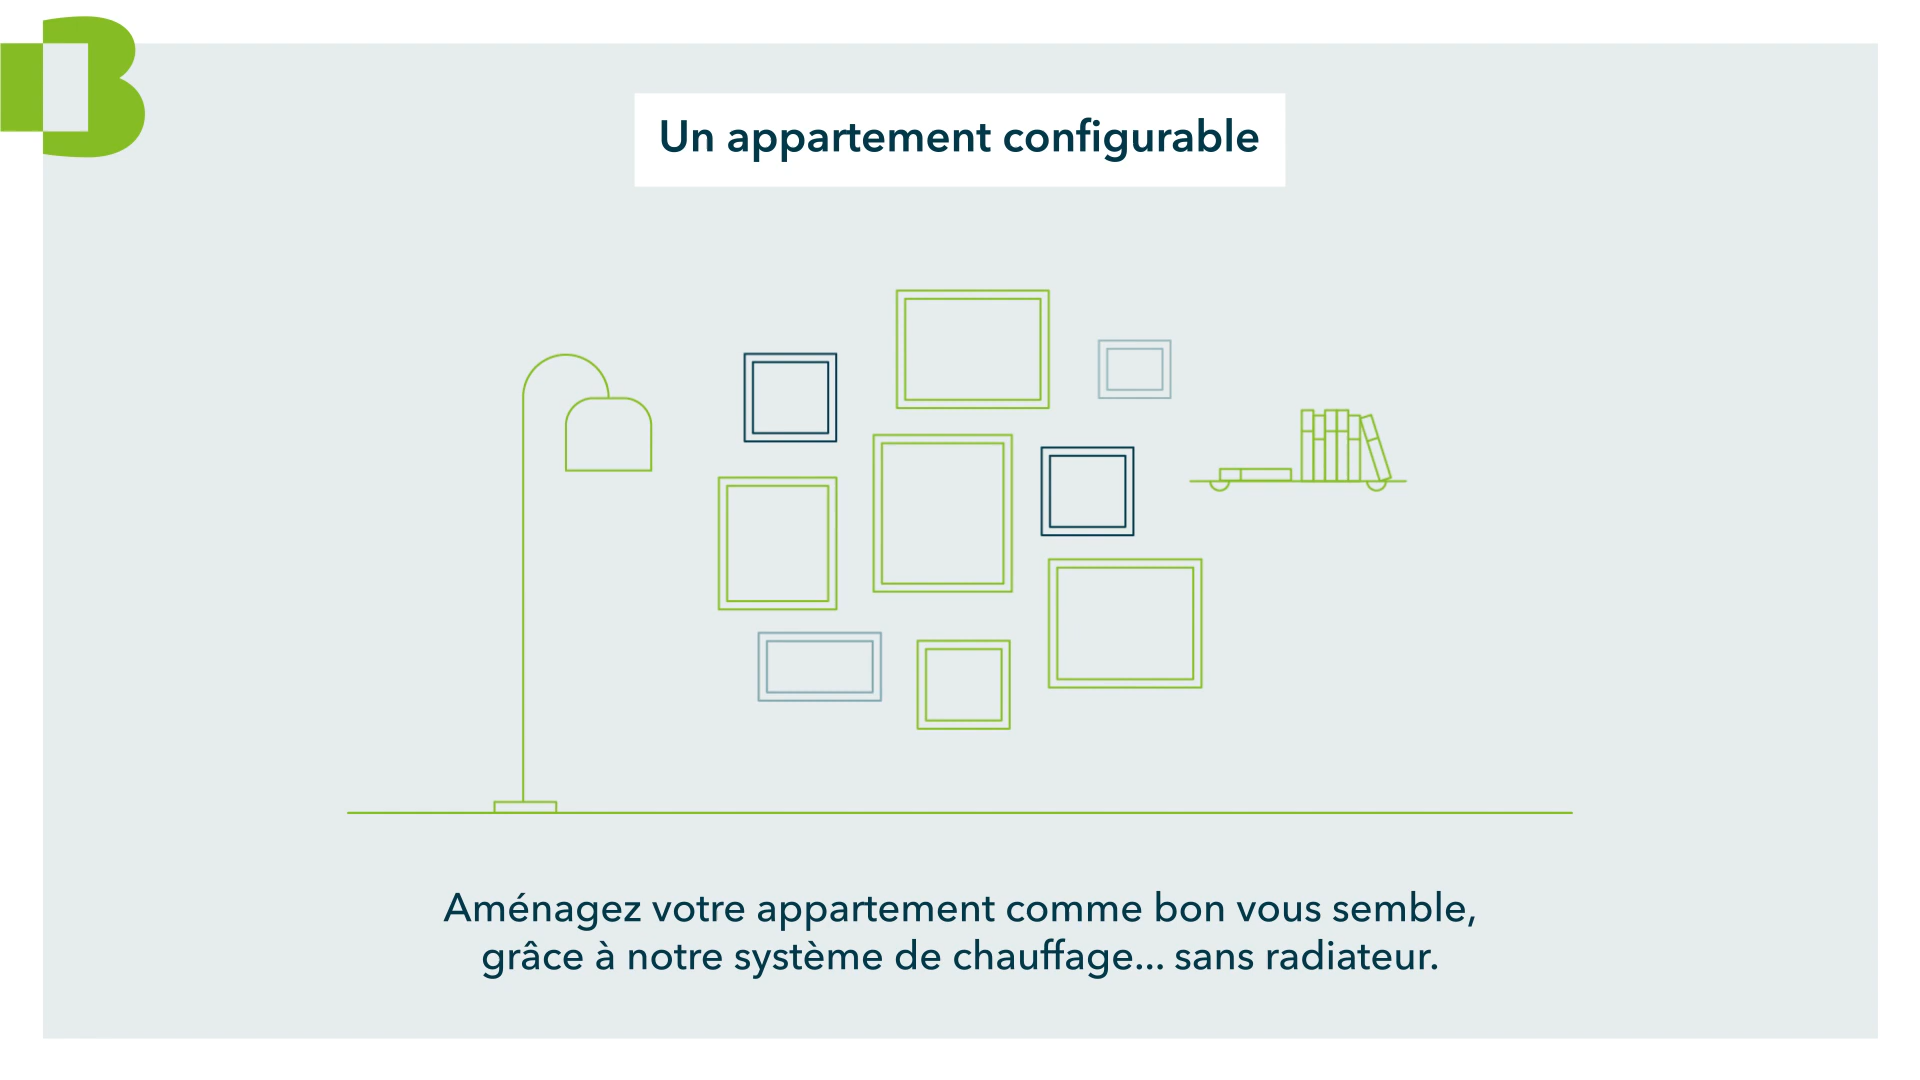 B
Un appartement configurable
Aménagez votre appartement comme bon vous semble,
grâce à notre système de chauffage... sans radiateur.